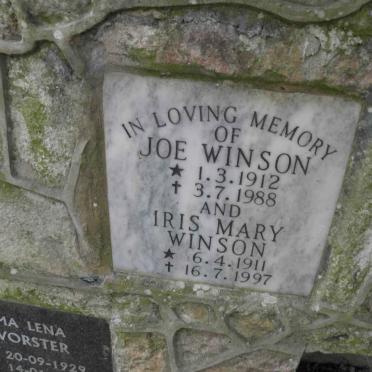 IN LOVING MEMORY
OF
JOE WINSON
★ 1.3.1912
✝ 3.7.1988
AND
IRIS MARY
WINSON
★ 6.4.1911
✝ 16.7.1997
MA LENA
WORSTER
20-09-1929